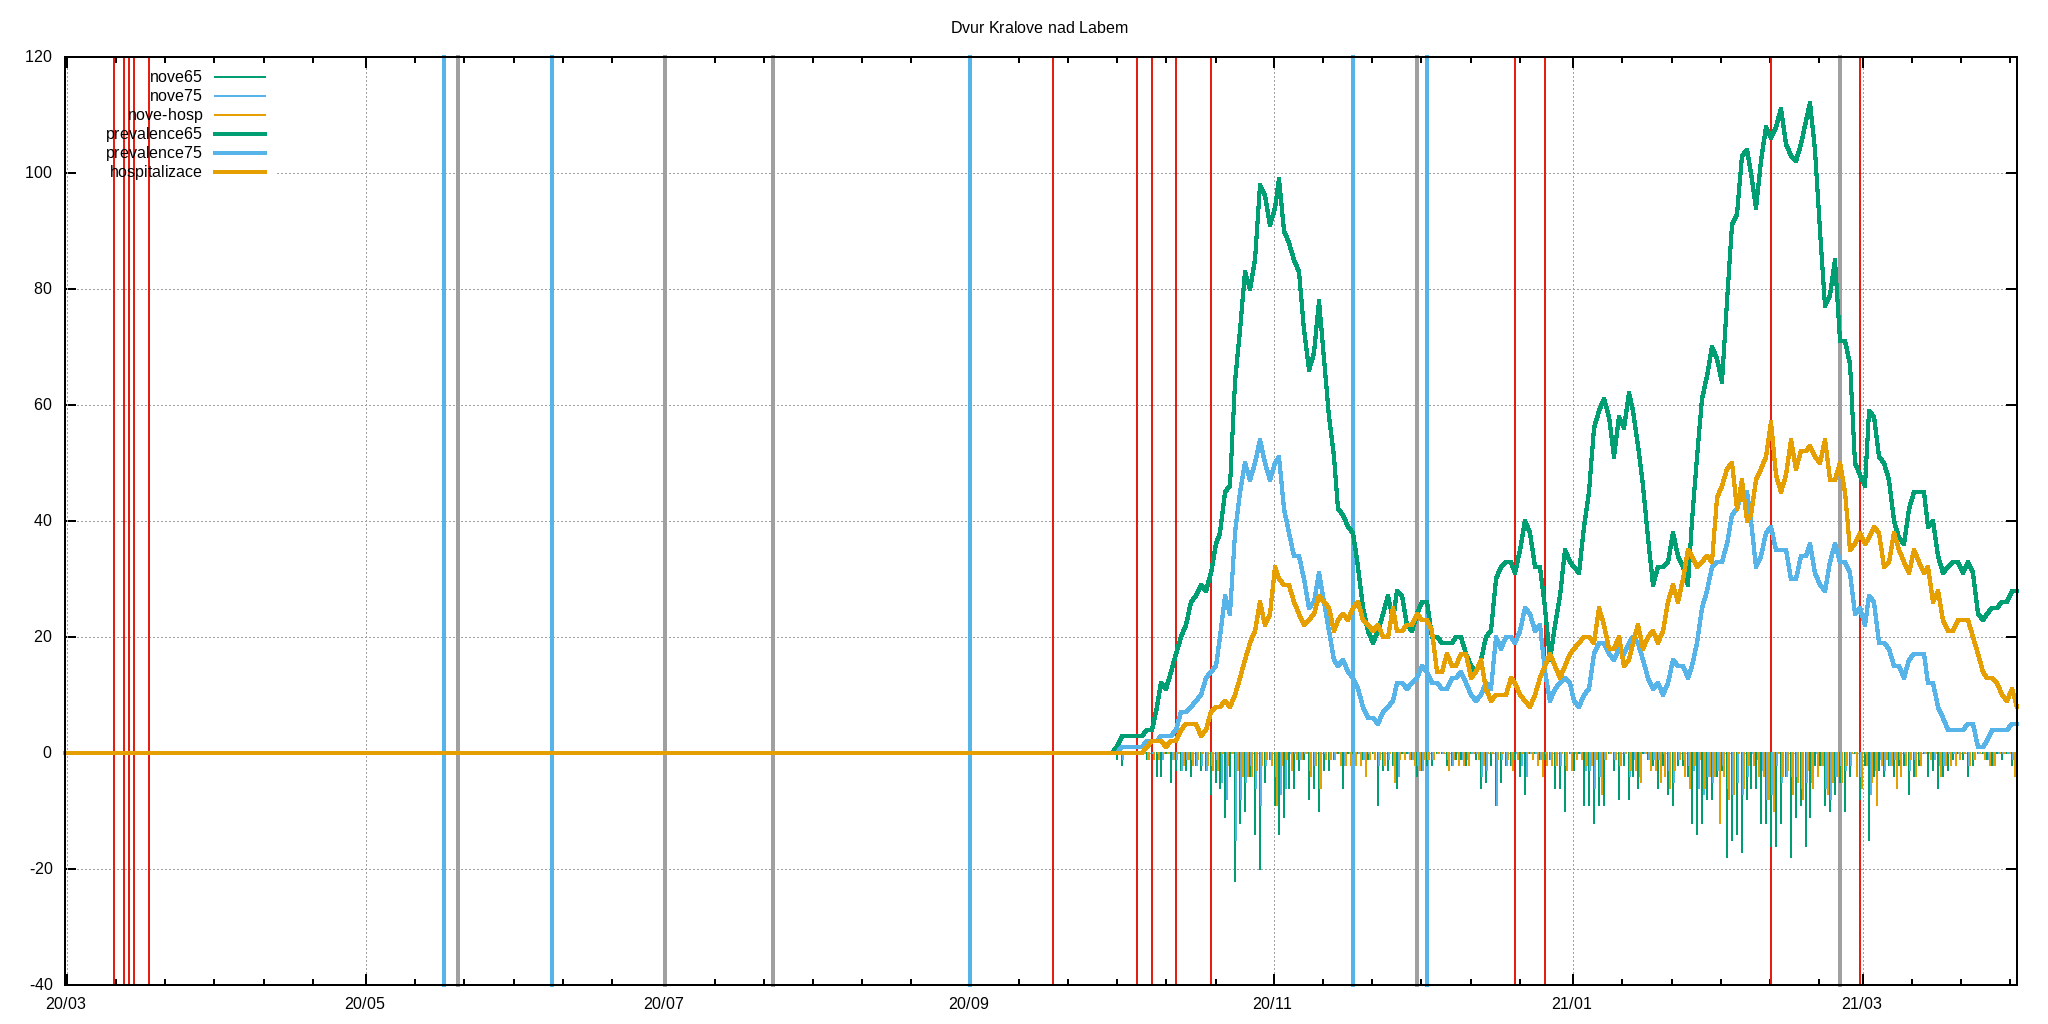 Dvur Kralove nad Labem
120
100
80
60
40
20
0
-20
-40
nove65
nove75
nove-hosp
prevalence65
prevalence75
hospitalizace
20/03 20/05 20/07 20/09 20/11 21/01 21/03